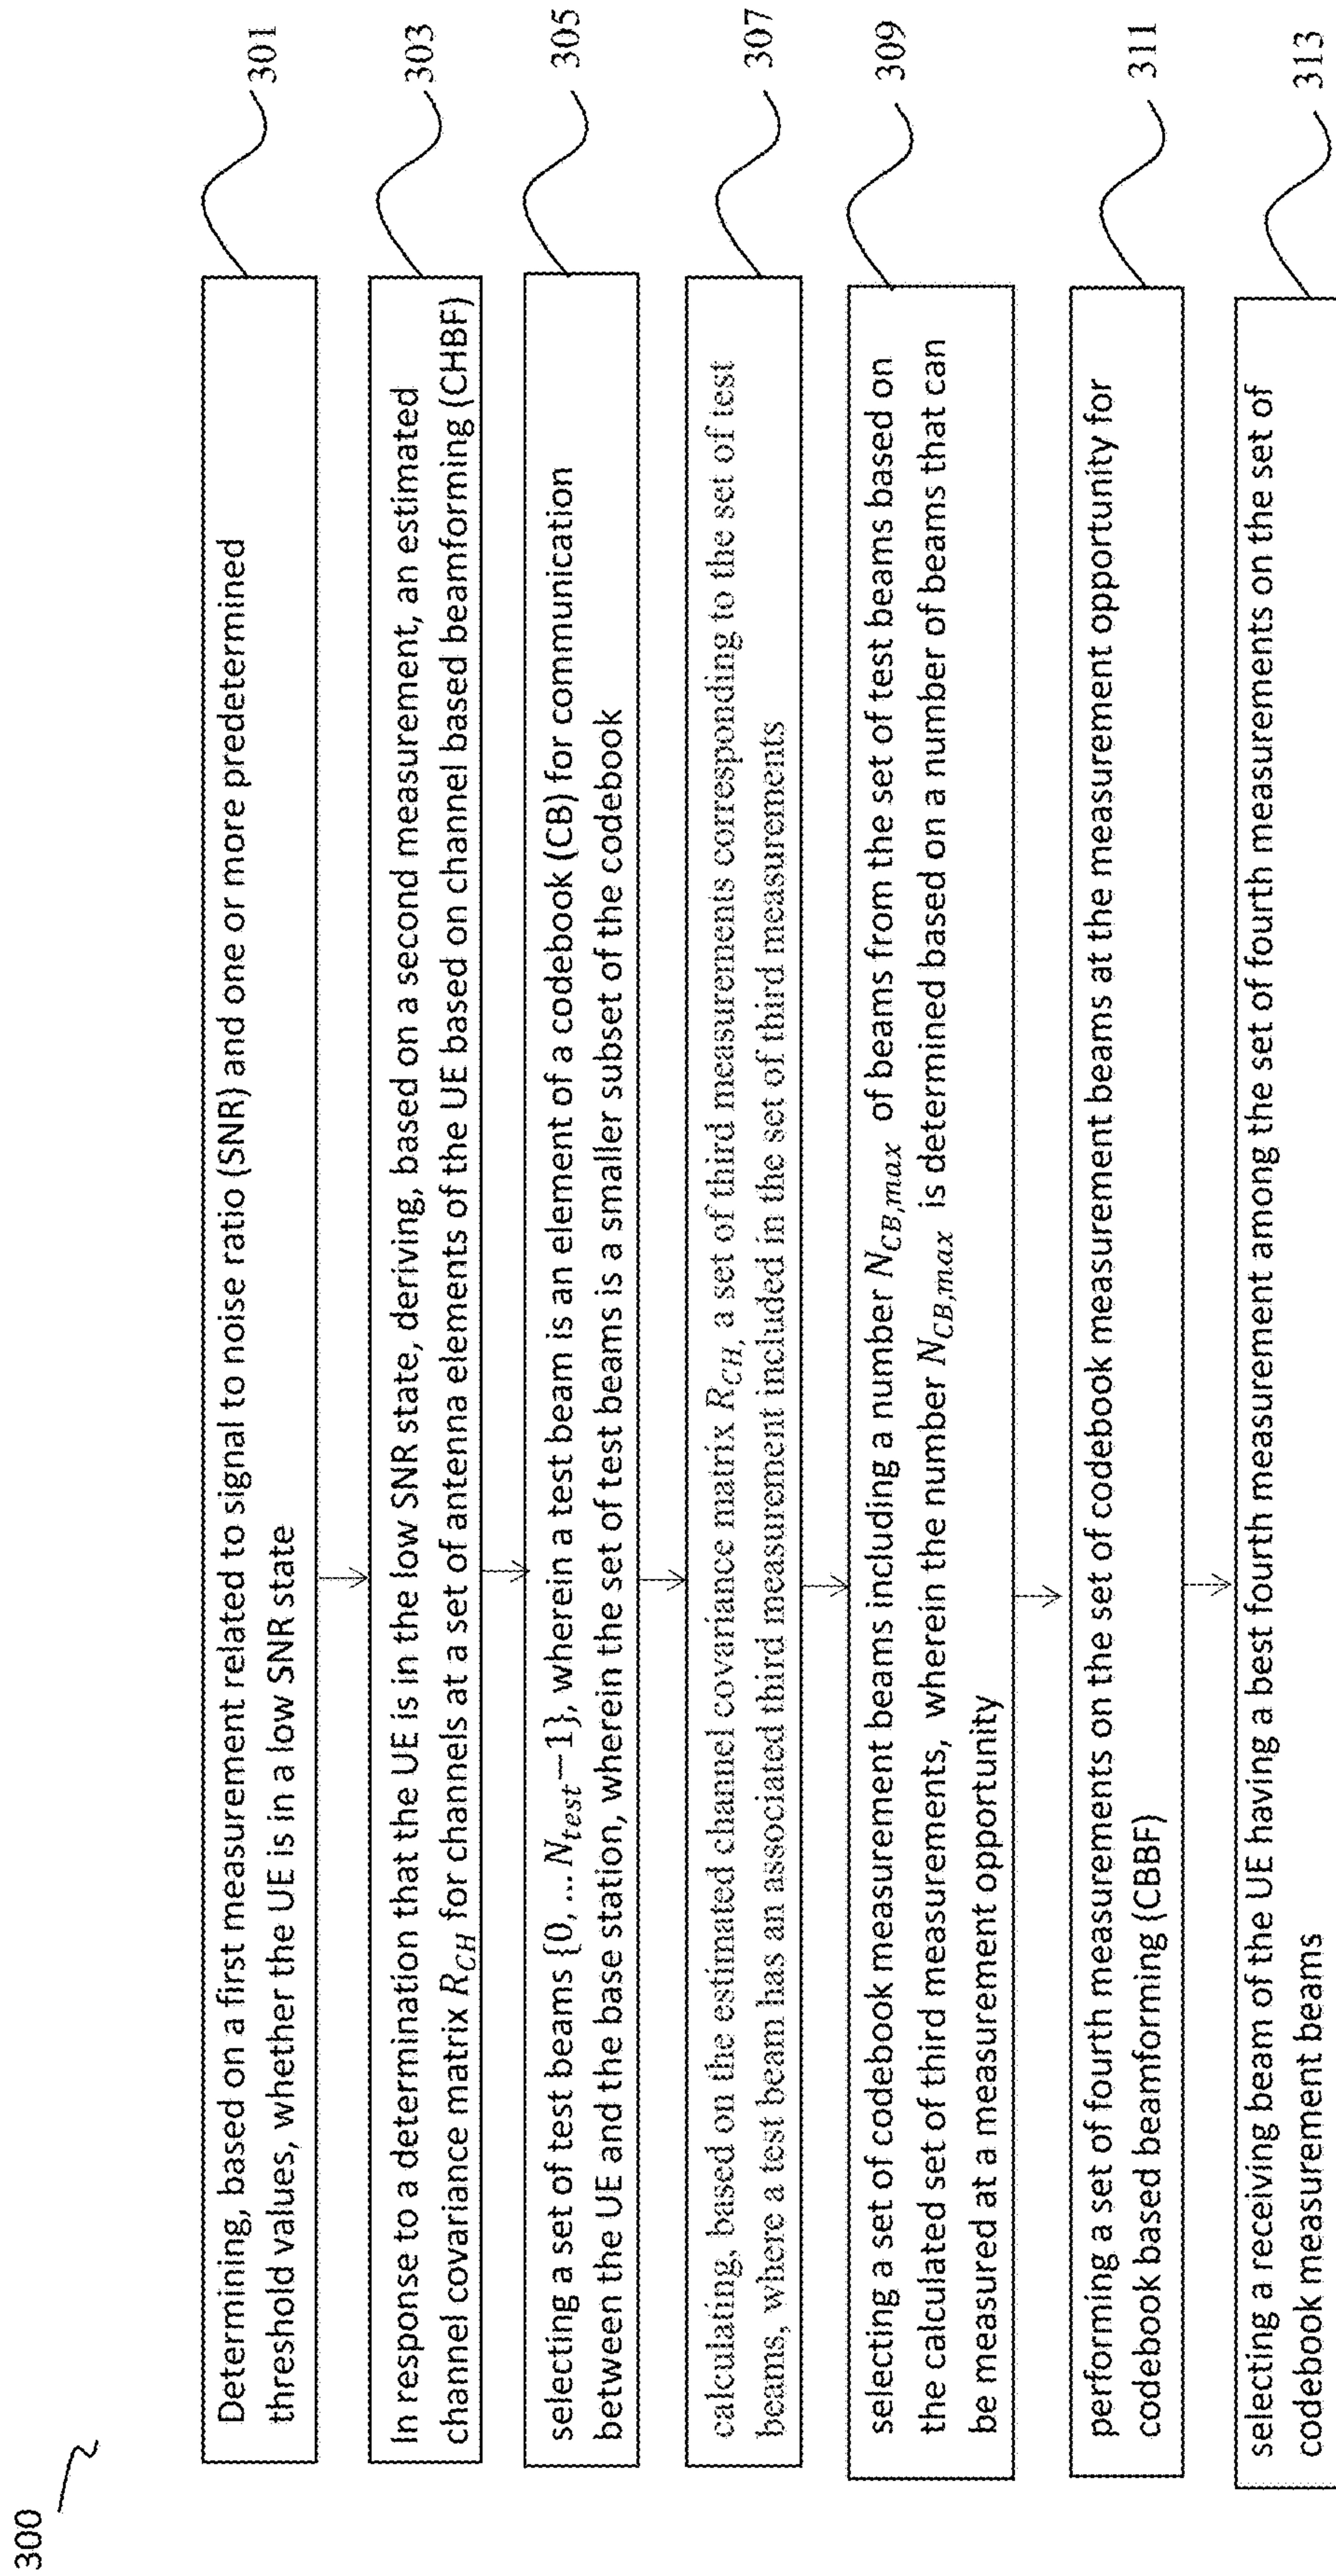 300
Determining, based on a first measurement related to signal to noise ratio (SNR) and one or more predetermined
threshold values, whether the UE is in a low SNR state
301
In response to a determination that the UE is in the low SNR state, deriving, based on a second measurement, an estimated
channel covariance matrix R_CH for channels at a set of antenna elements of the UE based on channel based beamforming (CHBF)
303
selecting a set of test beams {0, ... N_test−1}, wherein a test beam is an element of a codebook (CB) for communication
between the UE and the base station, wherein the set of test beams is a smaller subset of the codebook
305
calculating, based on the estimated channel covariance matrix R_CH, a set of third measurements corresponding to the set of test
beams, where a test beam has an associated third measurement included in the set of third measurements
307
selecting a set of codebook measurement beams including a number N_CB,max of beams from the set of test beams based on
the calculated set of third measurements, wherein the number N_CB,max is determined based on a number of beams that can
be measured at a measurement opportunity
309
performing a set of fourth measurements on the set of codebook measurement beams at the measurement opportunity for
codebook based beamforming (CBBF)
311
selecting a receiving beam of the UE having a best fourth measurement among the set of fourth measurements on the set of
codebook measurement beams
313